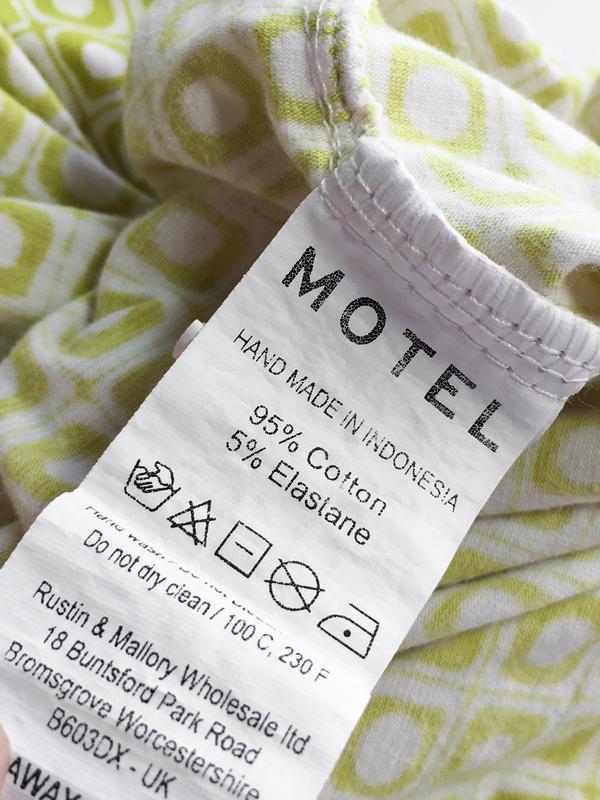 MOTEL
HAND MADE IN INDONESIA
95% Cotton
5% Elastane
Do not dry clean / 100 C, 230 F
Rustin & Mallory Wholesale ltd
18 Buntsford Park Road
Bromsgrove Worcestershire
B603DX - UK
AWAY